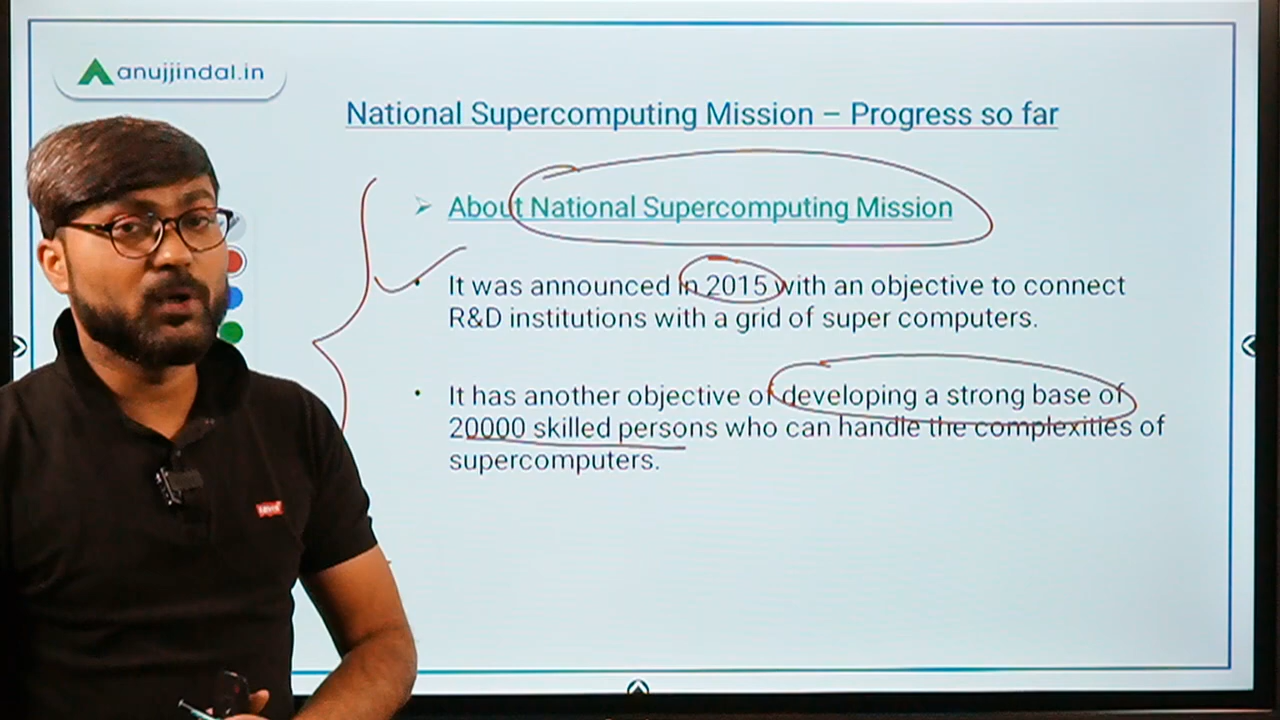 anujjindal.in
National Supercomputing Mission – Progress so far
About National Supercomputing Mission
It was announced in 2015 with an objective to connect
R&D institutions with a grid of super computers.
It has another objective of developing a strong base of
20000 skilled persons who can handle the complexities of
supercomputers.
Levi's